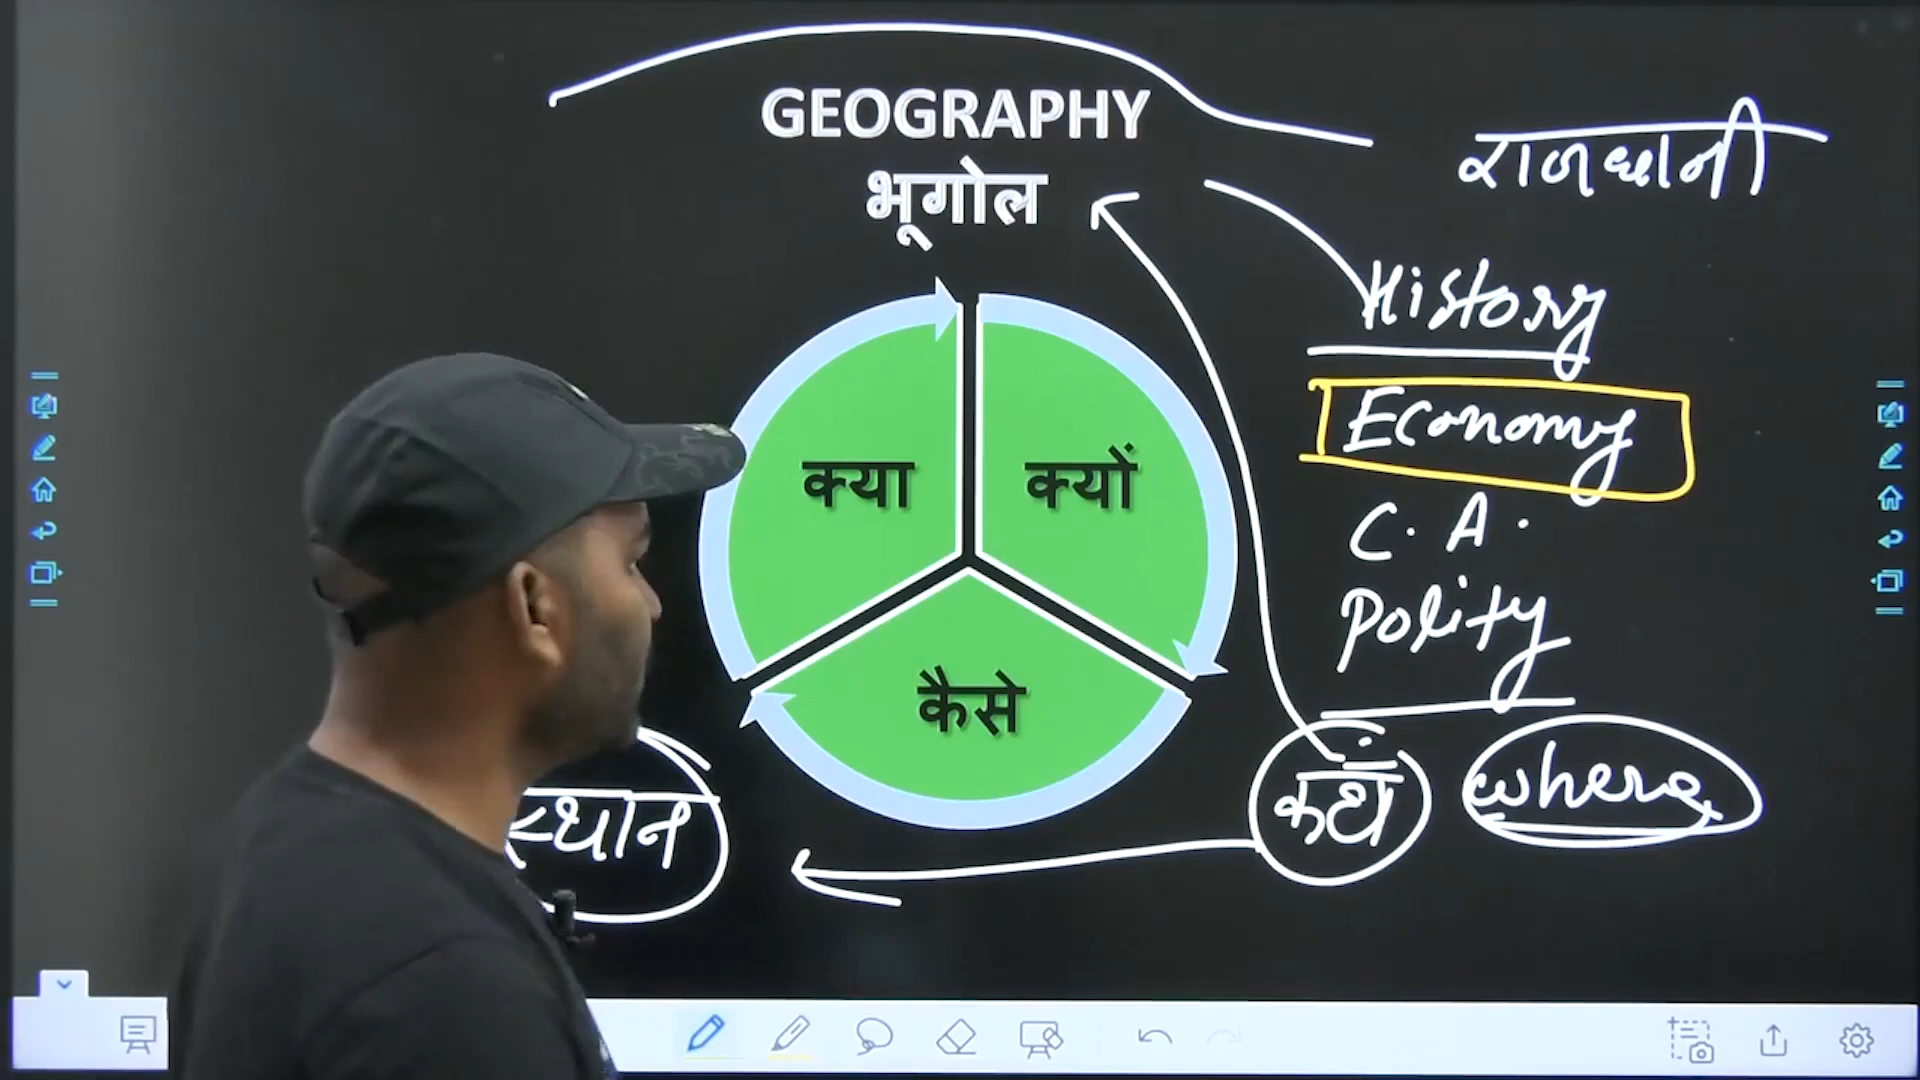 GEOGRAPHY
भूगोल
राजधानी
History
Economy
C. A.
Polity
क्या
क्यों
कैसे
कहाँ
where
स्थान